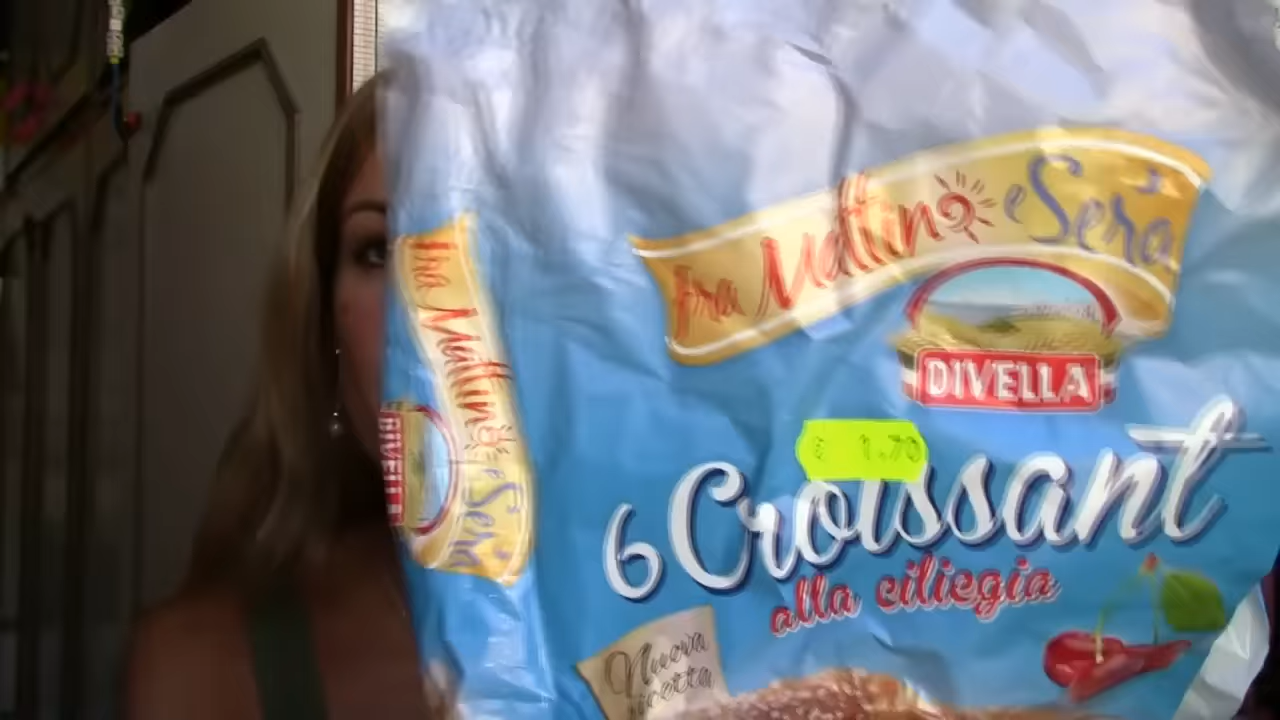 Fra Mattino e Sera
DIVELLA
€ 1.70
6 Croissant
alla ciliegia
Nuova
ricetta
Fra Mattino e Sera
DIVELLA